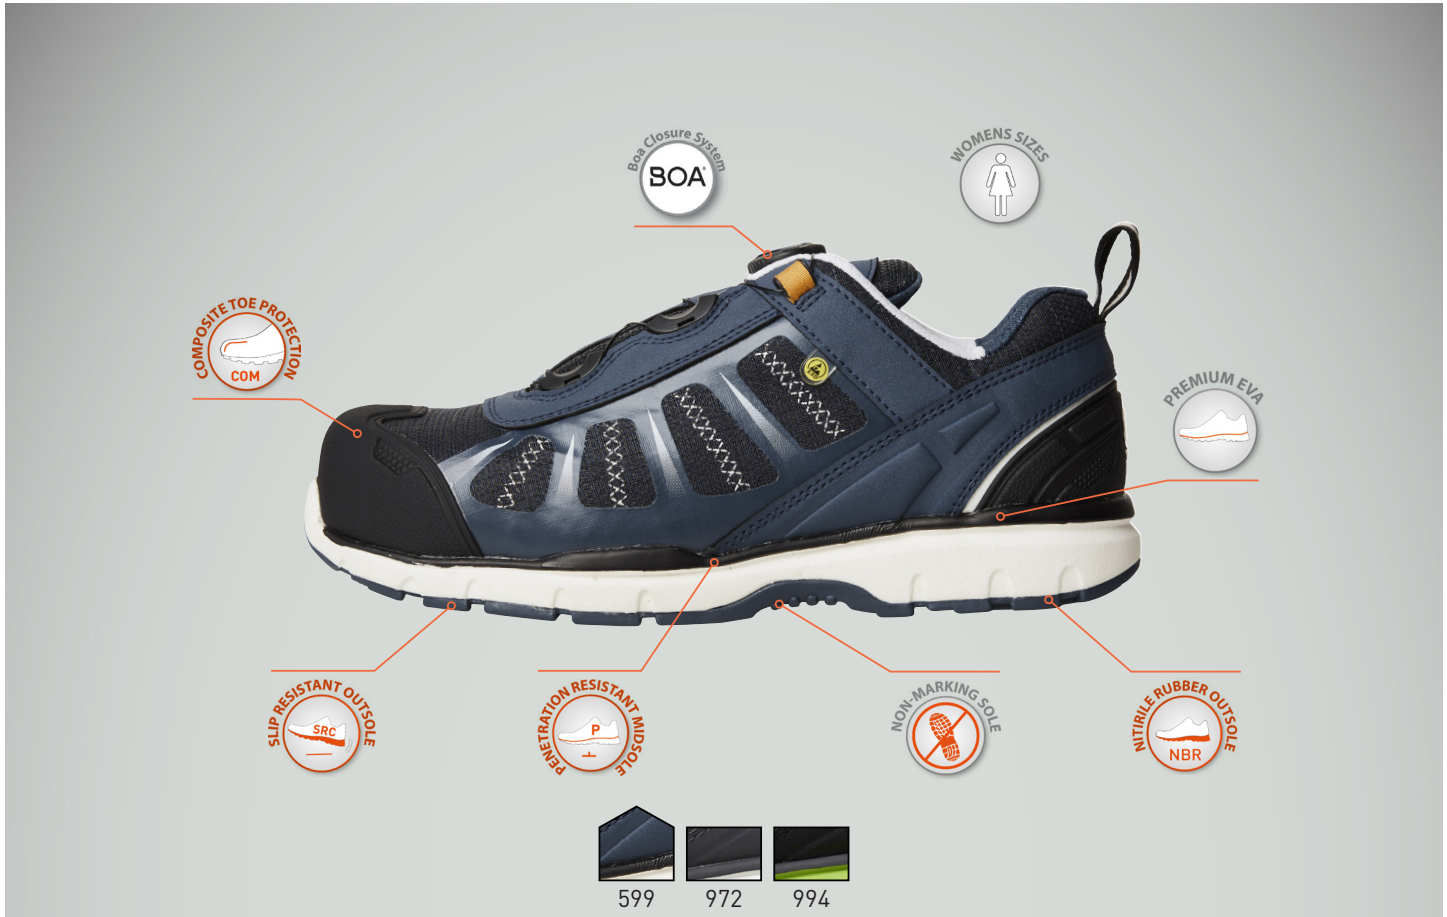 Boa Closure System
BOA
WOMENS SIZES
COMPOSITE TOE PROTECTION
COM
PREMIUM EVA
SLIP RESISTANT OUTSOLE
SRC
PENETRATION RESISTANT MIDSOLE
P
NON-MARKING SOLE
NITIRILE RUBBER OUTSOLE
NBR
599
972
994